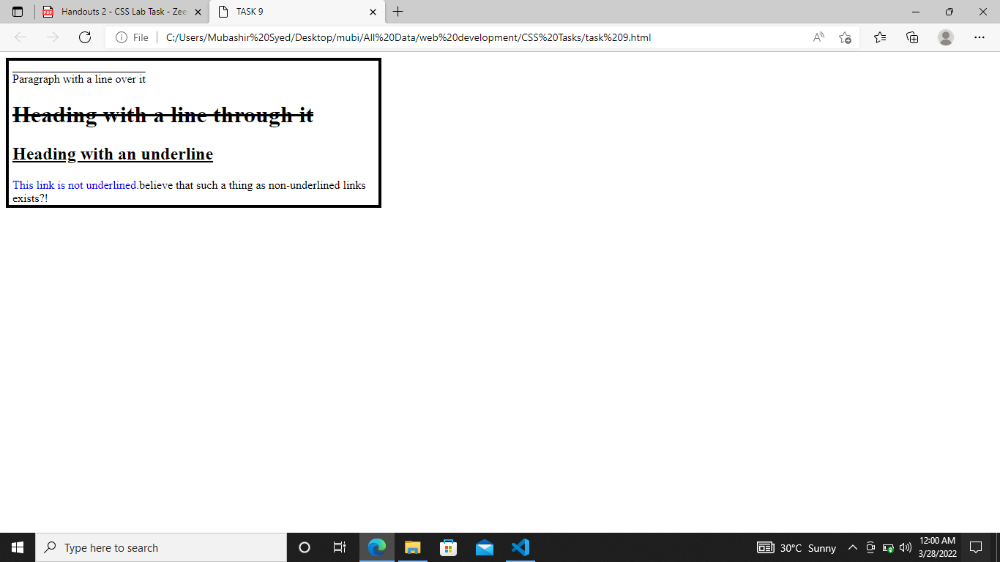 Handouts 2 - CSS Lab Task - Zee
TASK 9
File
C:/Users/Mubashir%20Syed/Desktop/mubi/All%20Data/web%20development/CSS%20Tasks/task%209.html
Paragraph with a line over it
Heading with a line through it
Heading with an underline
This link is not underlined.believe that such a thing as non-underlined links
exists?!
Type here to search
30°C Sunny
12:00 AM
3/28/2022